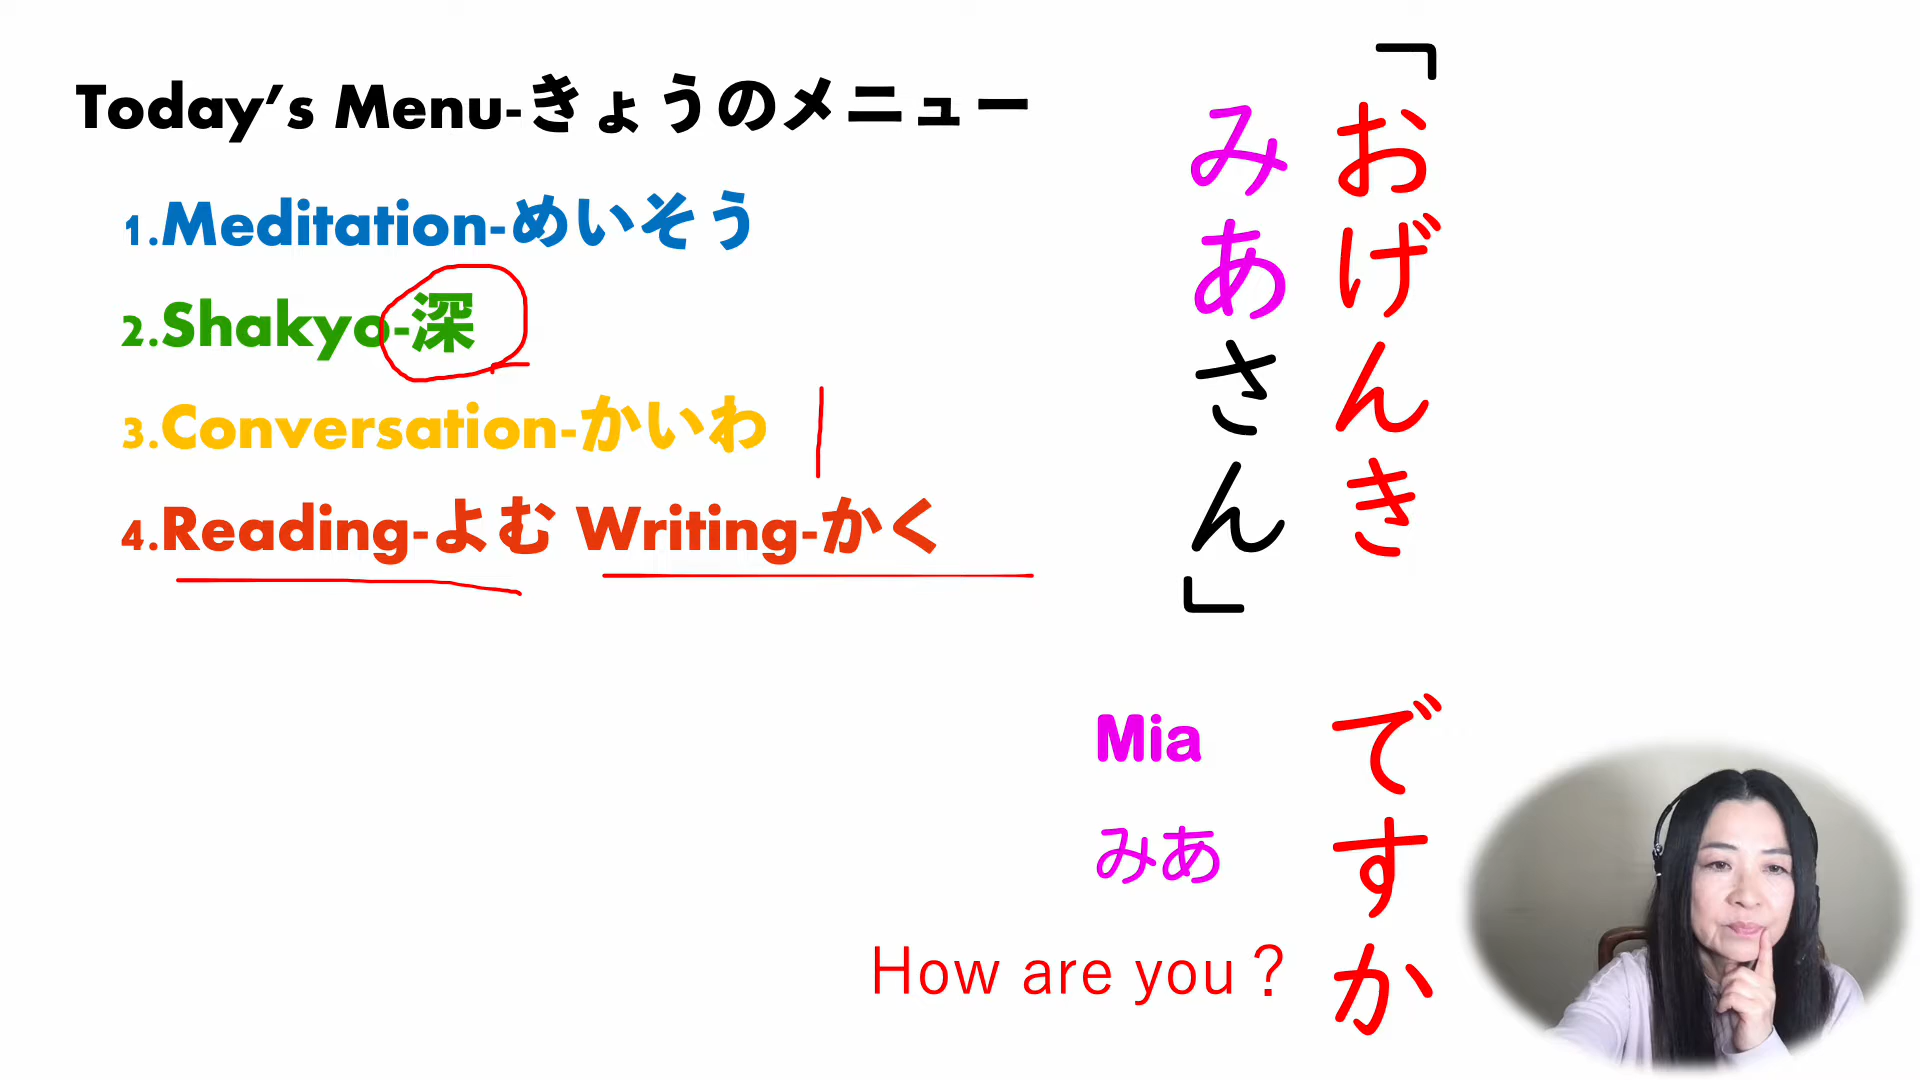 Today’s Menu-きょうのメニュー
1.Meditation-めいそう
2.Shakyo-深
3.Conversation-かいわ
4.Reading-よむ Writing-かく
「おげんきですか
みあさん」
Mia
みあ
How are you？